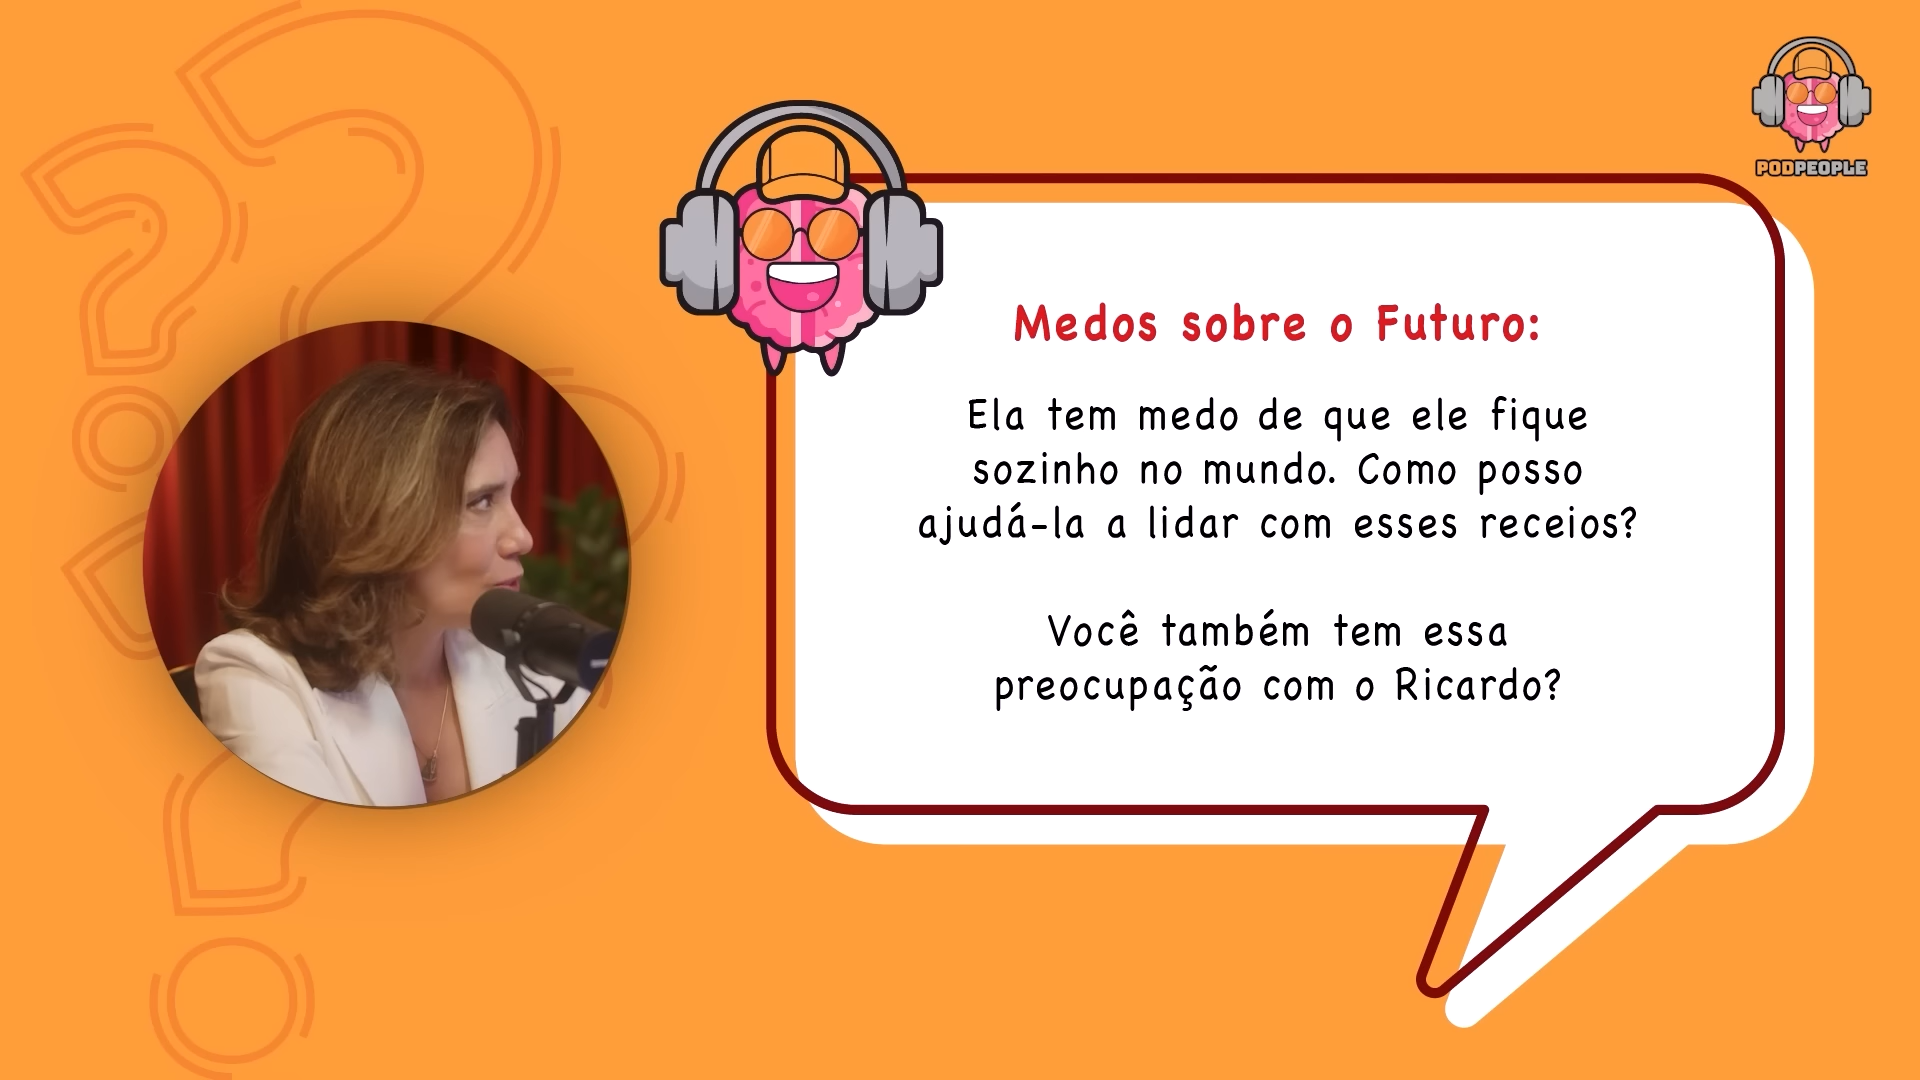 PODPEOPLE
Medos sobre o Futuro:
Ela tem medo de que ele fique
sozinho no mundo. Como posso
ajudá-la a lidar com esses receios?
Você também tem essa
preocupação com o Ricardo?